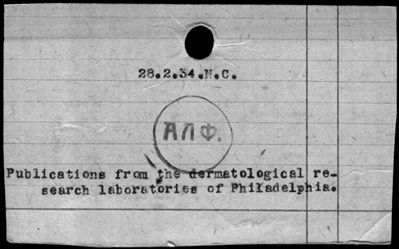 28.2.34.N.C.
АЛФ.
Publications from the dermatological re-
search laboratories of Philadelphia.